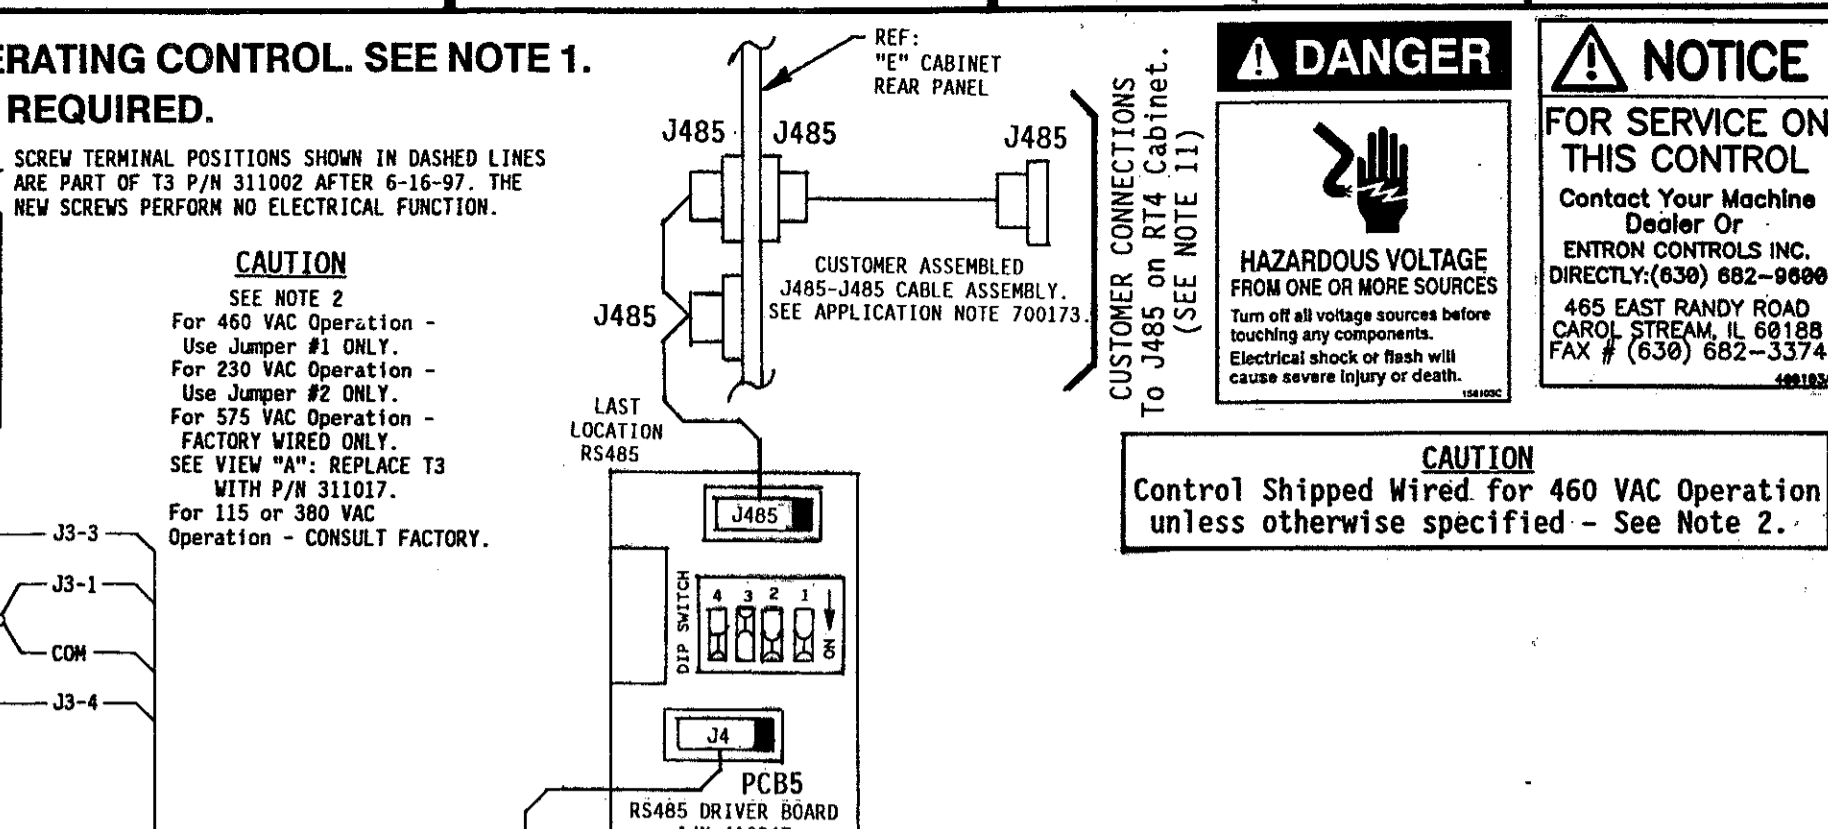 ERATING CONTROL. SEE NOTE 1.
REQUIRED.
SCREW TERMINAL POSITIONS SHOWN IN DASHED LINES
ARE PART OF T3 P/N 311002 AFTER 6-16-97. THE
NEW SCREWS PERFORM NO ELECTRICAL FUNCTION.
CAUTION
SEE NOTE 2
For 460 VAC Operation -
Use Jumper #1 ONLY.
For 230 VAC Operation -
Use Jumper #2 ONLY.
For 575 VAC Operation -
FACTORY WIRED ONLY.
SEE VIEW "A": REPLACE T3
WITH P/N 311017.
For 115 or 380 VAC
Operation - CONSULT FACTORY.
J3-3
J3-1
COM
J3-4
REF:
"E" CABINET
REAR PANEL
J485
J485
J485
CUSTOMER ASSEMBLED
J485-J485 CABLE ASSEMBLY.
SEE APPLICATION NOTE 700173.
J485
LAST
LOCATION
RS485
J485
DIP SWITCH
4 3 2 1
ON
J4
PCB5
RS485 DRIVER BOARD
CUSTOMER CONNECTIONS
To J485 on RT4 Cabinet.
(SEE NOTE 11)
DANGER
HAZARDOUS VOLTAGE
FROM ONE OR MORE SOURCES
Turn off all voltage sources before
touching any components.
Electrical shock or flash will
cause severe injury or death.
158103C
NOTICE
FOR SERVICE ON
THIS CONTROL
Contact Your Machine
Dealer Or
ENTRON CONTROLS INC.
DIRECTLY:(630) 682-9600
465 EAST RANDY ROAD
CAROL STREAM, IL 60188
FAX # (630) 682-3374
CAUTION
Control Shipped Wired for 460 VAC Operation
unless otherwise specified - See Note 2.